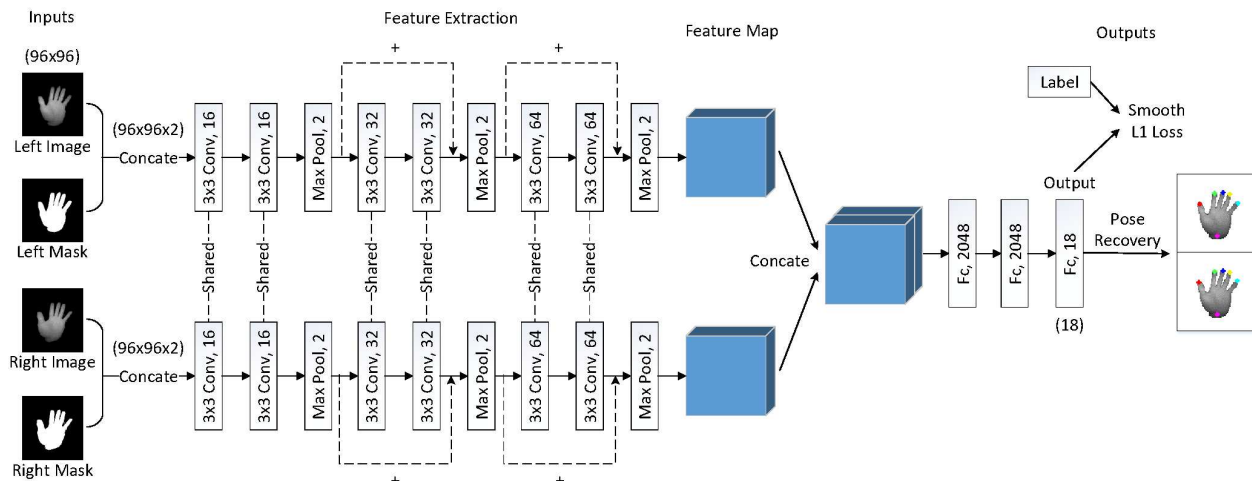 Inputs
Feature Extraction
Feature Map
Outputs
(96x96)
+
+
Left Image
(96x96x2)
Concate
3x3 Conv, 16
3x3 Conv, 16
Max Pool, 2
3x3 Conv, 32
3x3 Conv, 32
Max Pool, 2
3x3 Conv, 64
3x3 Conv, 64
Max Pool, 2
Left Mask
Label
Smooth
L1 Loss
Shared
Shared
Shared
Shared
Shared
Shared
Concate
Fc, 2048
Fc, 2048
Output
Fc, 18
(18)
Pose
Recovery
Right Image
(96x96x2)
Concate
3x3 Conv, 16
3x3 Conv, 16
Max Pool, 2
3x3 Conv, 32
3x3 Conv, 32
Max Pool, 2
3x3 Conv, 64
3x3 Conv, 64
Max Pool, 2
Right Mask
+
+